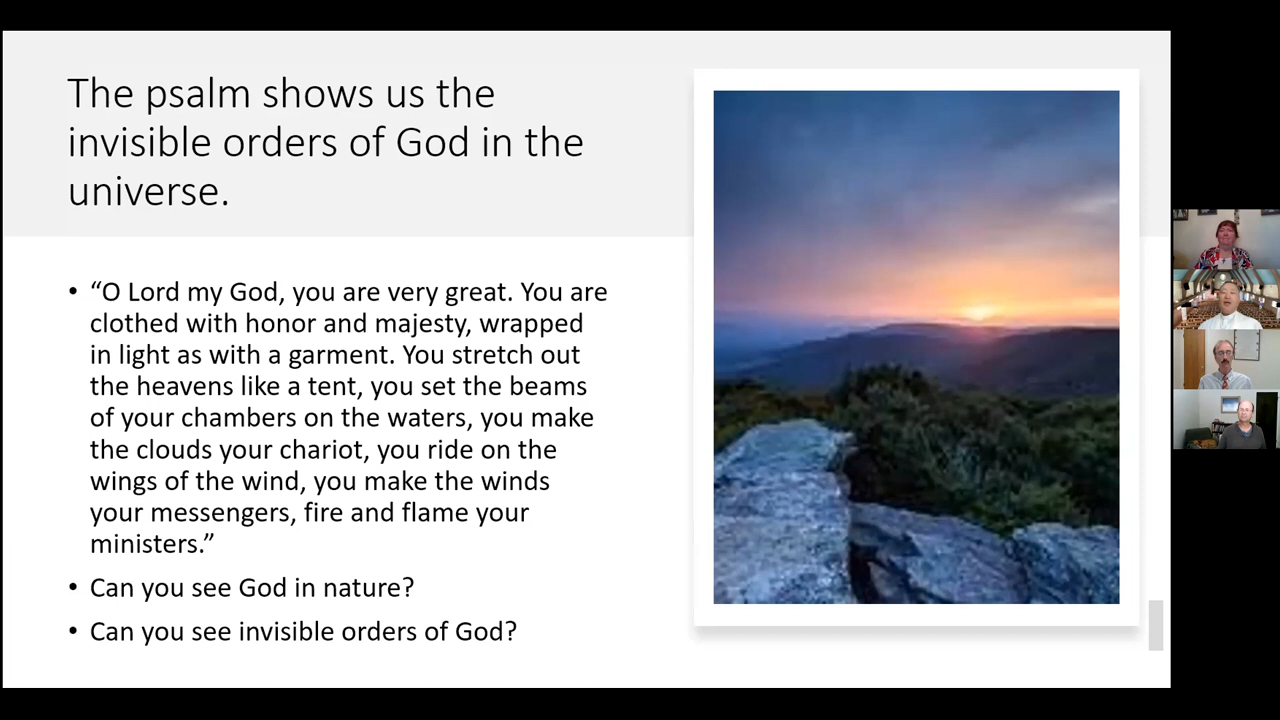 The psalm shows us the
invisible orders of God in the
universe.
• “O Lord my God, you are very great. You are
clothed with honor and majesty, wrapped
in light as with a garment. You stretch out
the heavens like a tent, you set the beams
of your chambers on the waters, you make
the clouds your chariot, you ride on the
wings of the wind, you make the winds
your messengers, fire and flame your
ministers.”
• Can you see God in nature?
• Can you see invisible orders of God?